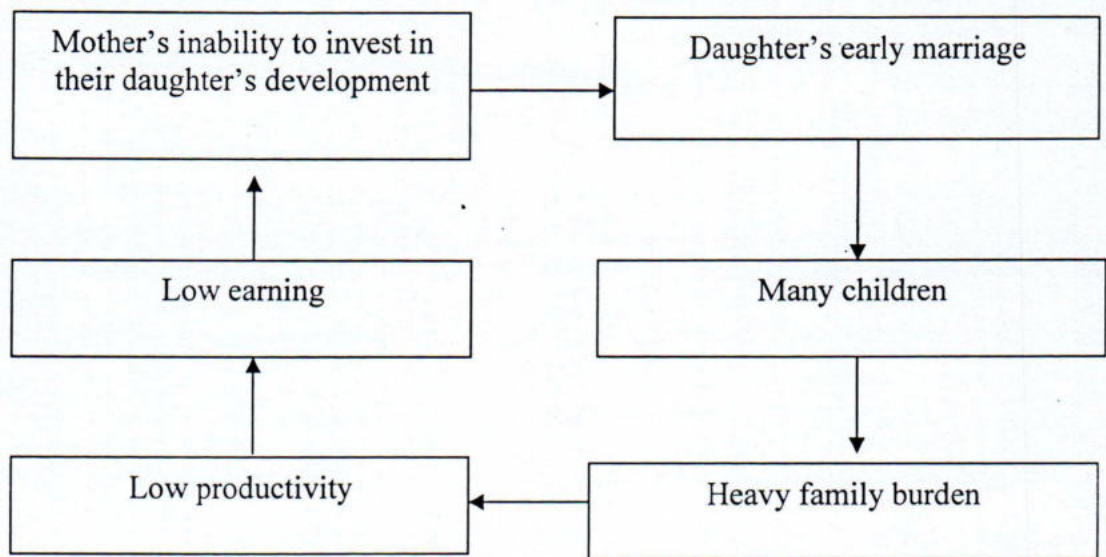 Mother's inability to invest in
their daughter's development
Daughter's early marriage
Low earning
Many children
Low productivity
Heavy family burden